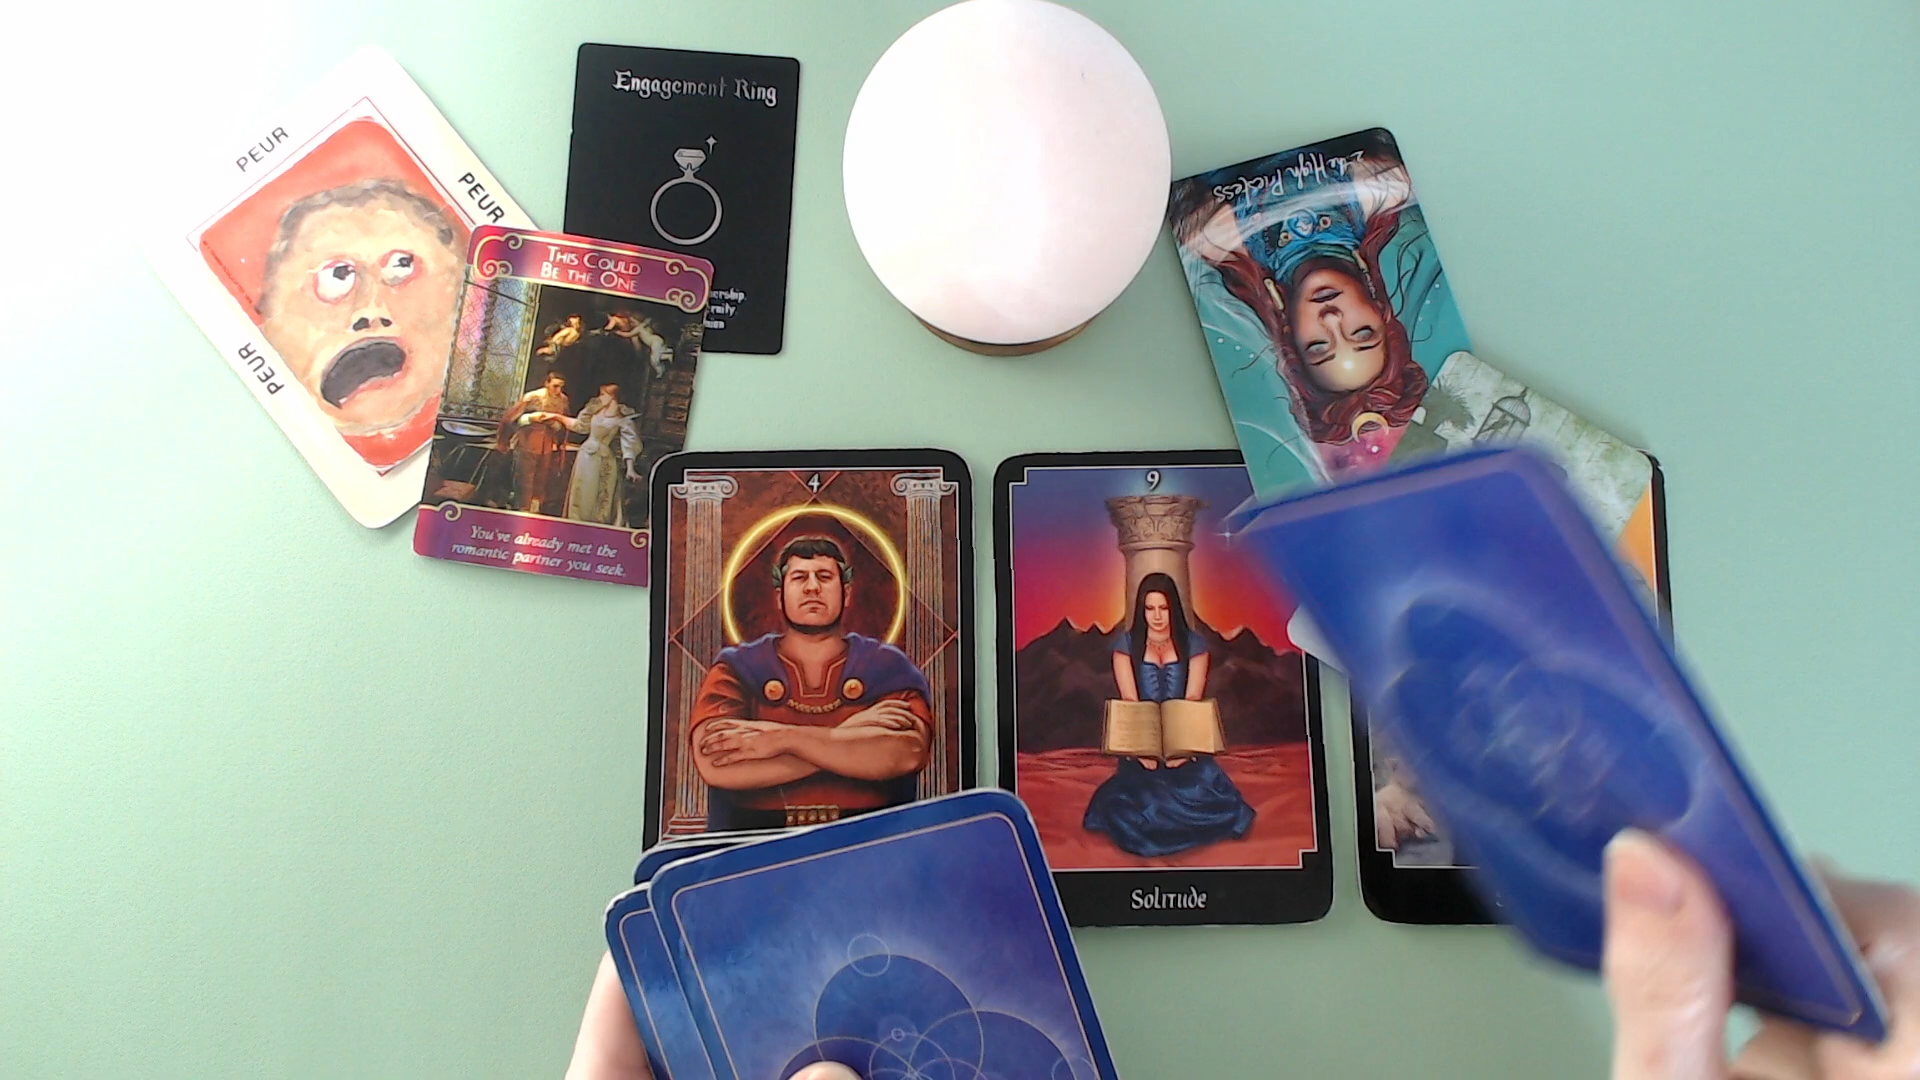 PEUR
PEUR
PEUR
Engagement Ring
THIS COULD
BE THE ONE
You've already met the
romantic partner you seek.
2 the High Priestess
4
9
Solitude